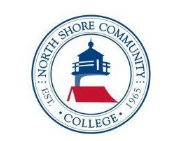 · NORTH SHORE COMMUNITY ·
EST. · COLLEGE · 1965